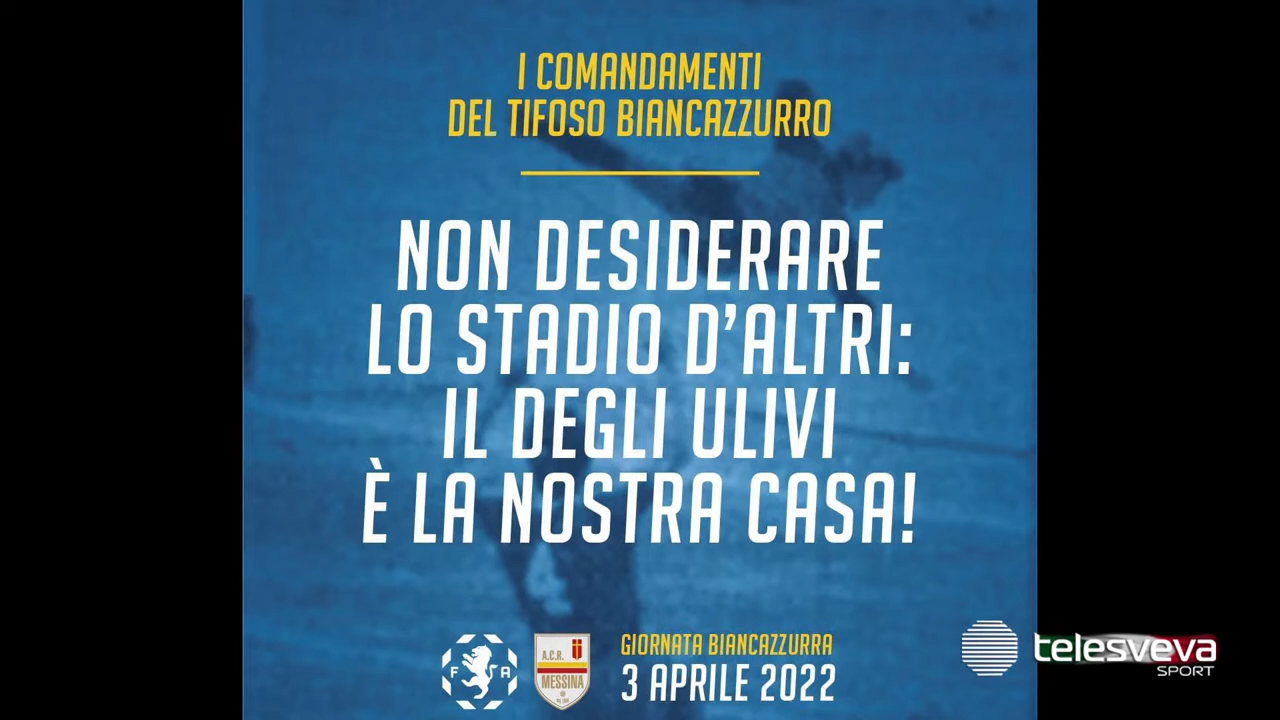 I COMANDAMENTI
DEL TIFOSO BIANCAZZURRO
NON DESIDERARE
LO STADIO D'ALTRI:
IL DEGLI ULIVI
È LA NOSTRA CASA!
F A
A.C.R.
MESSINA
GIORNATA BIANCAZZURRA
3 APRILE 2022
telesveva
SPORT